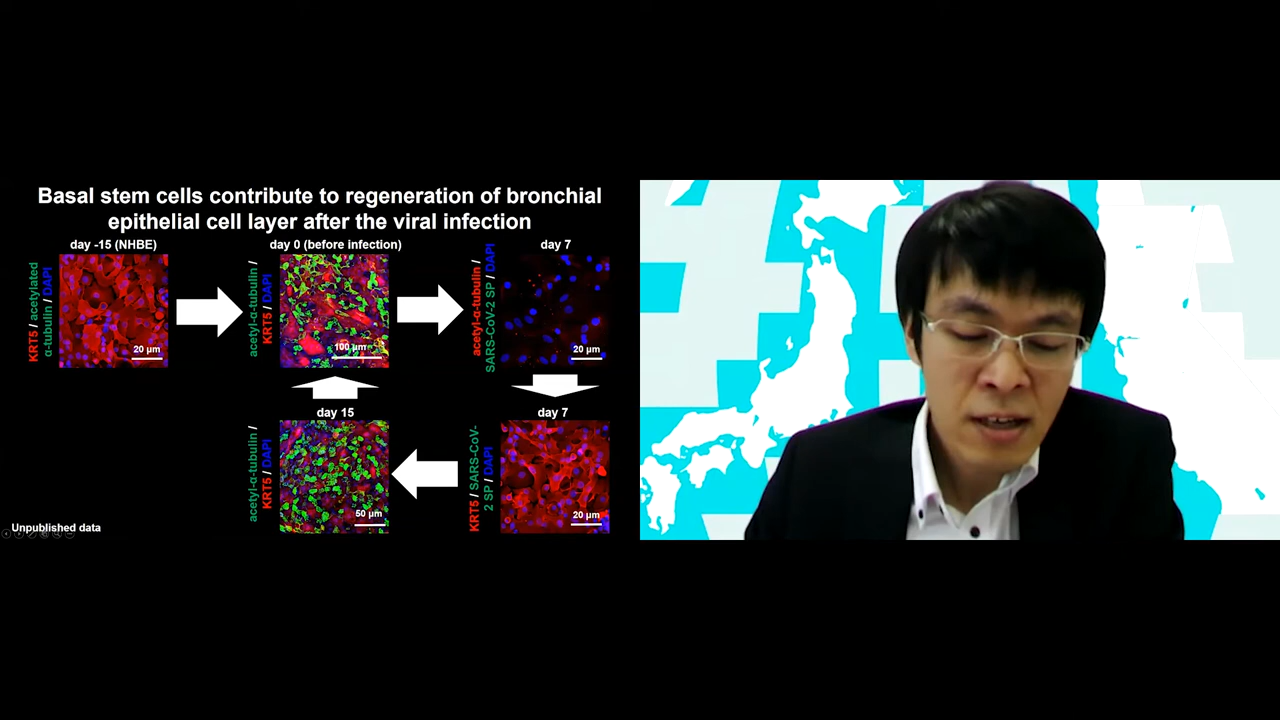 Basal stem cells contribute to regeneration of bronchial
epithelial cell layer after the viral infection
day -15 (NHBE)
KRT5 / acetylated
α-tubulin / DAPI
20 µm
day 0 (before infection)
acetyl-α-tubulin /
KRT5 / DAPI
100 µm
day 7
acetyl-α-tubulin /
SARS-CoV-2 SP / DAPI
20 µm
day 15
acetyl-α-tubulin /
KRT5 / DAPI
50 µm
day 7
KRT5 / SARS-CoV-
2 SP / DAPI
20 µm
Unpublished data